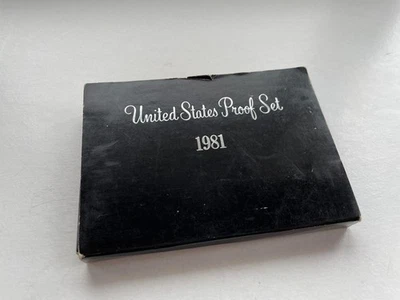 United States Proof Set
1981